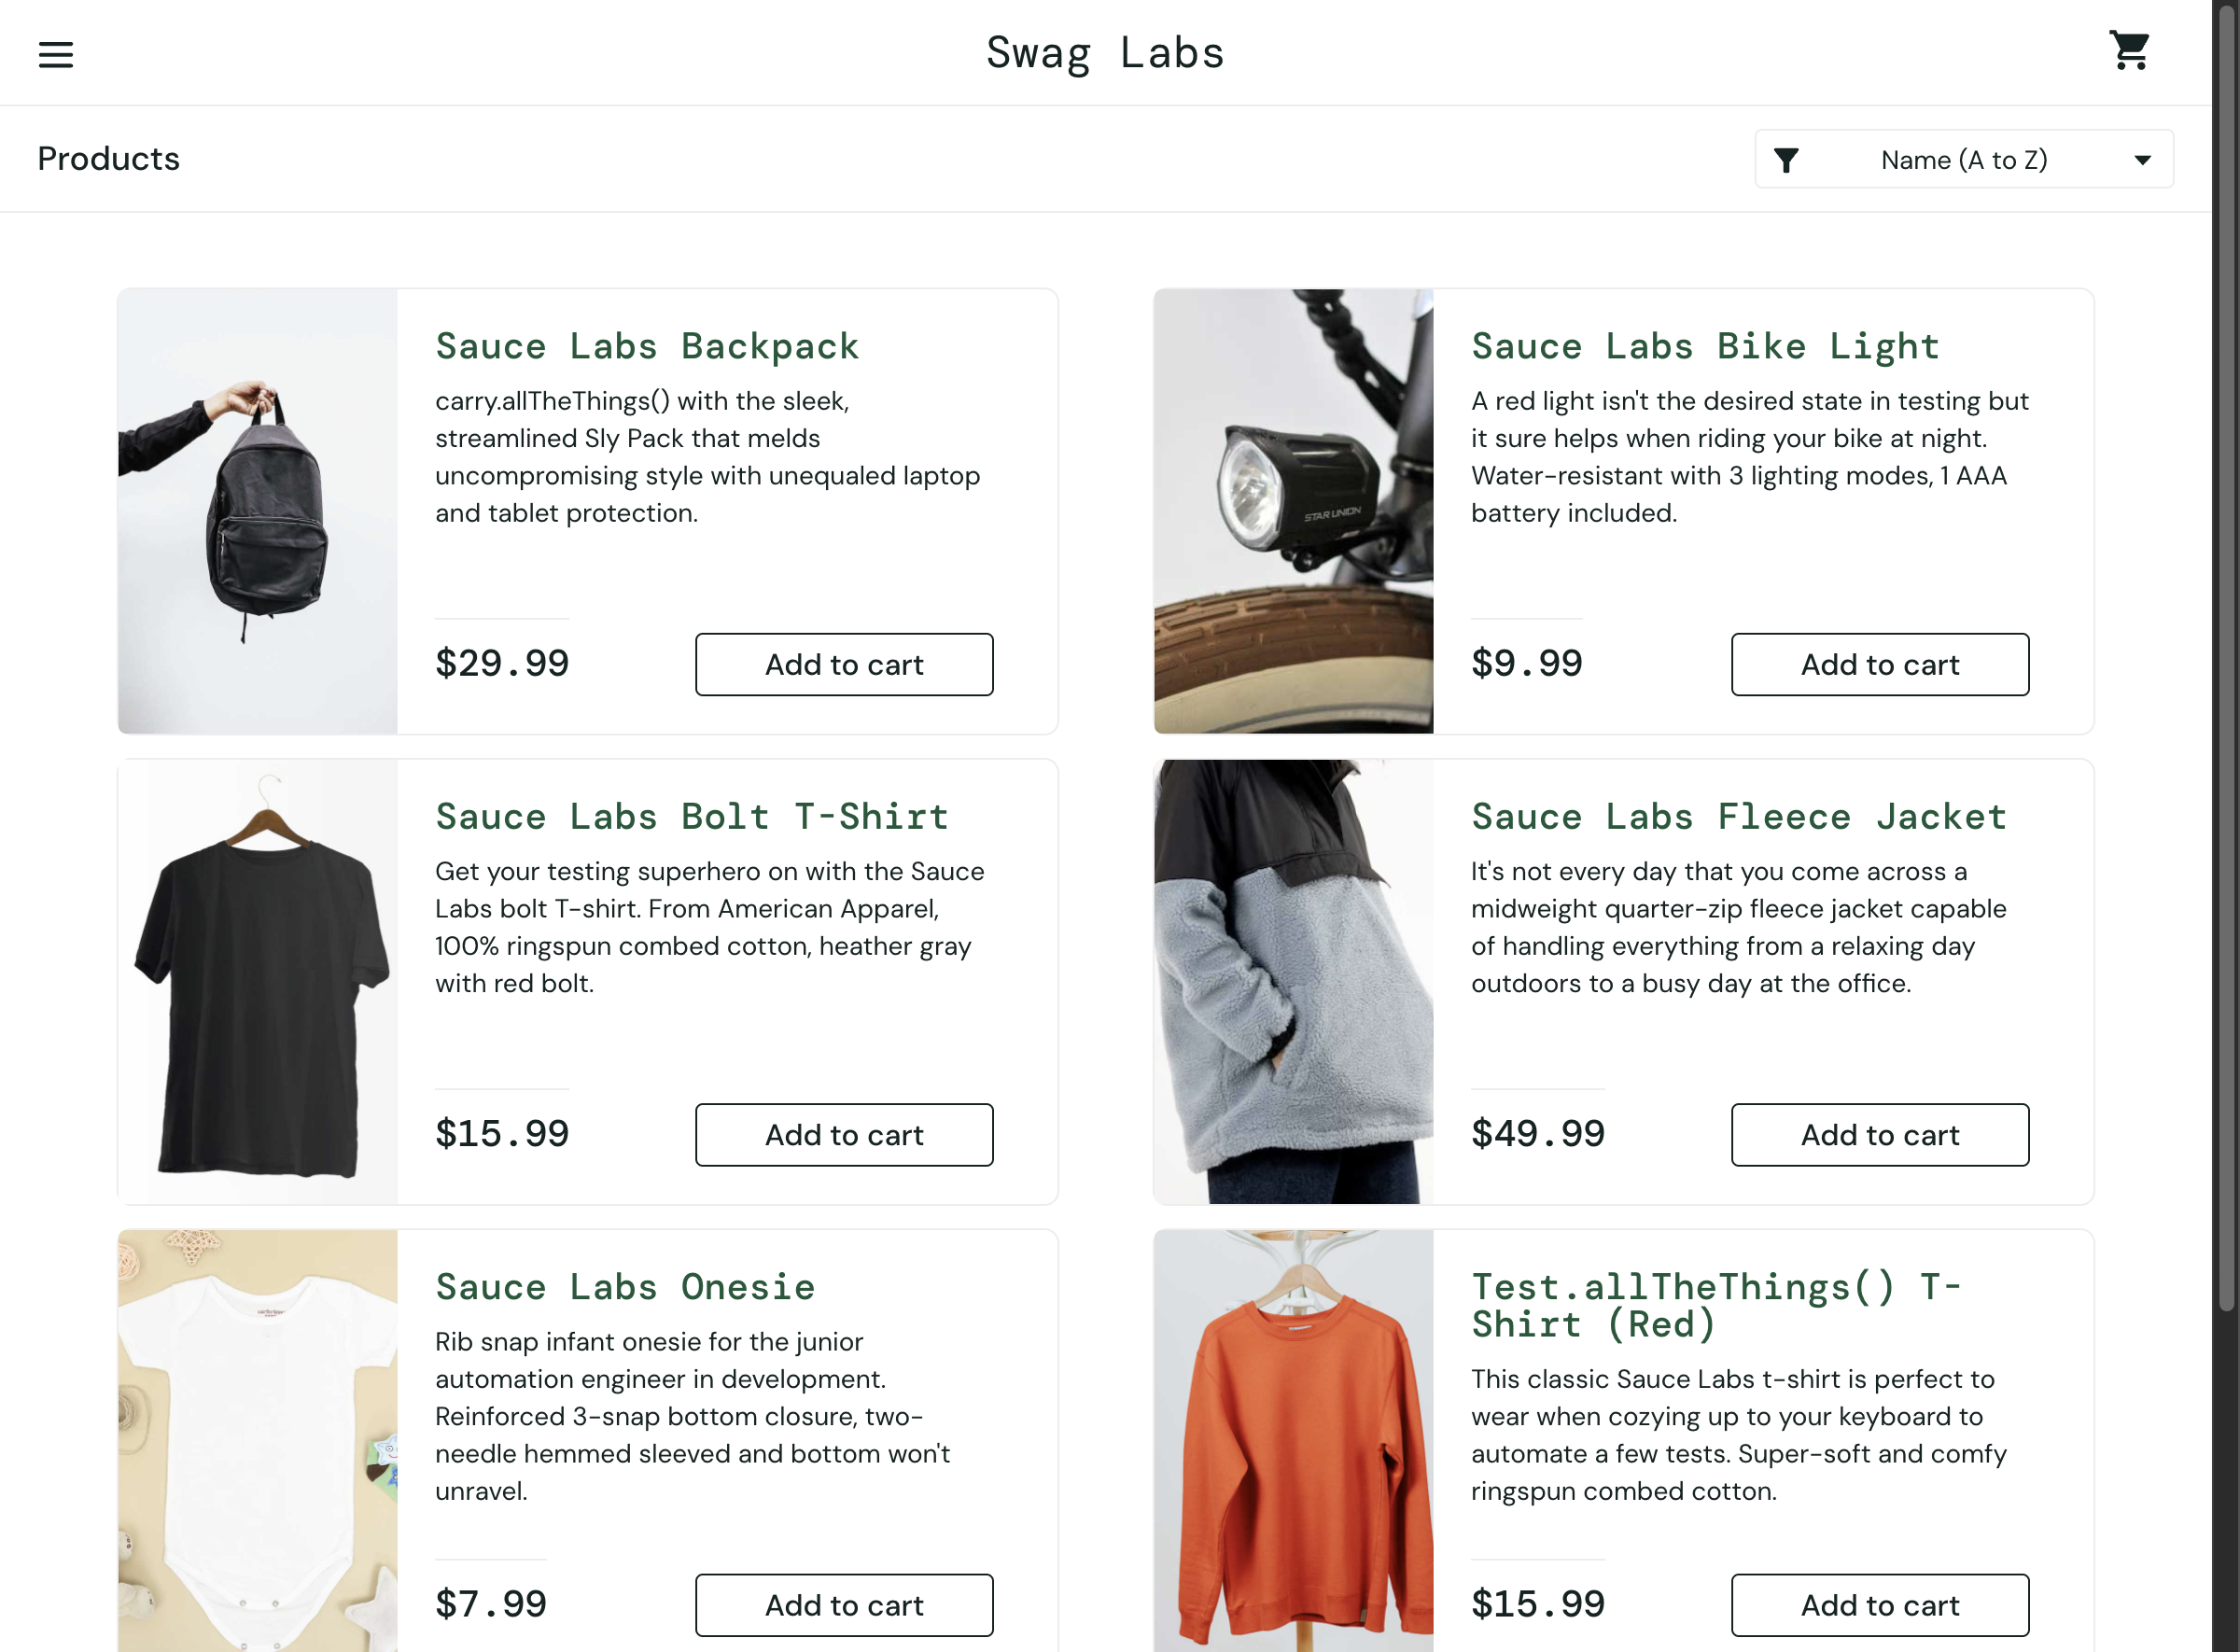 Swag Labs
Products
Name (A to Z)
Sauce Labs Backpack
carry.allTheThings() with the sleek,
streamlined Sly Pack that melds
uncompromising style with unequaled laptop
and tablet protection.
$29.99
Add to cart
Sauce Labs Bike Light
A red light isn't the desired state in testing but
it sure helps when riding your bike at night.
Water-resistant with 3 lighting modes, 1 AAA
battery included.
STAR UNION
$9.99
Add to cart
Sauce Labs Bolt T-Shirt
Get your testing superhero on with the Sauce
Labs bolt T-shirt. From American Apparel,
100% ringspun combed cotton, heather gray
with red bolt.
$15.99
Add to cart
Sauce Labs Fleece Jacket
It's not every day that you come across a
midweight quarter-zip fleece jacket capable
of handling everything from a relaxing day
outdoors to a busy day at the office.
$49.99
Add to cart
Sauce Labs Onesie
Rib snap infant onesie for the junior
automation engineer in development.
Reinforced 3-snap bottom closure, two-
needle hemmed sleeved and bottom won't
unravel.
$7.99
Add to cart
Test.allTheThings() T-
Shirt (Red)
This classic Sauce Labs t-shirt is perfect to
wear when cozying up to your keyboard to
automate a few tests. Super-soft and comfy
ringspun combed cotton.
$15.99
Add to cart